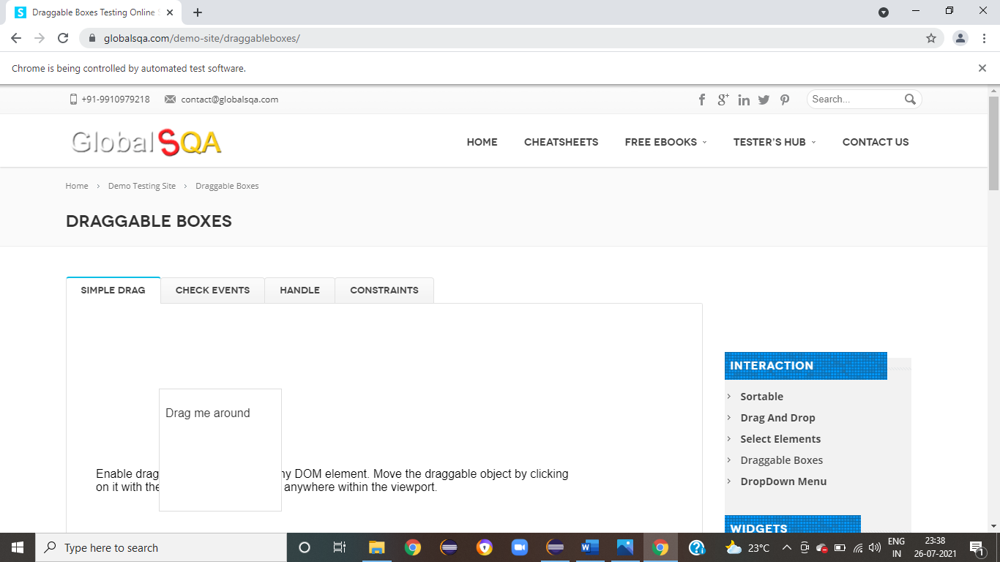 Draggable Boxes Testing Online S
globalsqa.com/demo-site/draggableboxes/
Chrome is being controlled by automated test software.
+91-9910979218 contact@globalsqa.com Search...
GlobalSQA HOME CHEATSHEETS FREE EBOOKS TESTER'S HUB CONTACT US
Home > Demo Testing Site > Draggable Boxes
DRAGGABLE BOXES
SIMPLE DRAG CHECK EVENTS HANDLE CONSTRAINTS
Drag me around
Enable drag y DOM element. Move the draggable object by clicking
on it with the anywhere within the viewport.
INTERACTION
Sortable
Drag And Drop
Select Elements
Draggable Boxes
DropDown Menu
WIDGETS
Type here to search 23°C ENG IN 23:38 26-07-2021 1